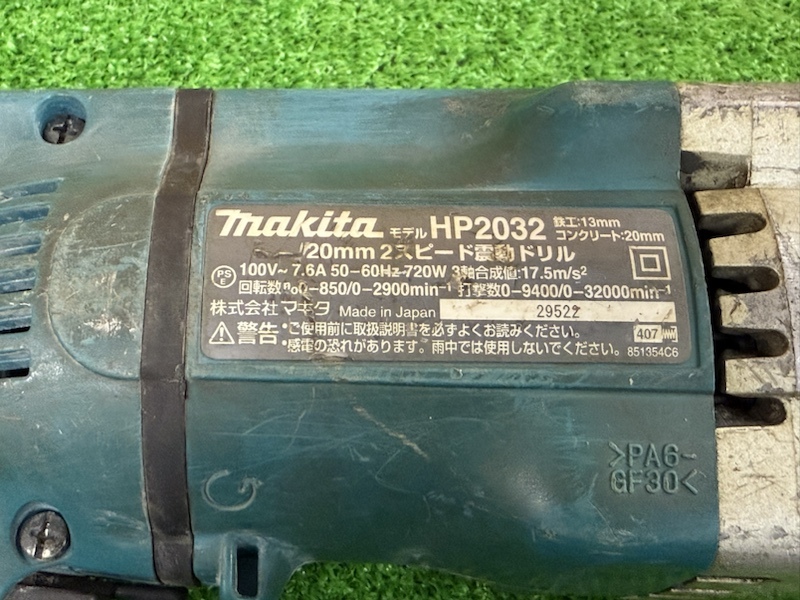 makita モデル HP2032 鉄工:13mm
コンクリート:20mm
/20mm 2スピード震動ドリル
PS E 100V~ 7.6A 50-60Hz 720W 3軸合成値:17.5m/s²
回転数 n₀0-850/0-2900min⁻¹ 打撃数0-9400/0-32000min⁻¹
株式会社マキタ Made in Japan 29522
⚠警告 •ご使用前に取扱説明書を必ずよくお読みください。
•感電の恐れがあります。雨中では使用しないでください。
407
851354C6
>PA6-
GF30<